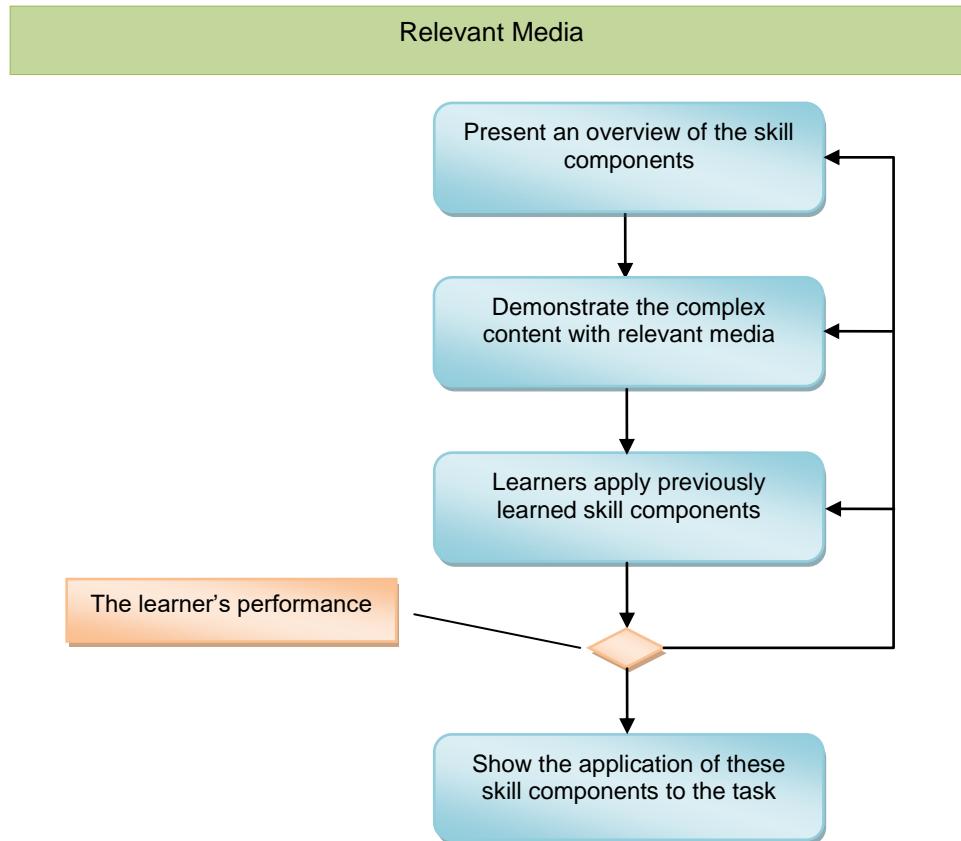 Relevant Media
Present an overview of the skill
components
Demonstrate the complex
content with relevant media
Learners apply previously
learned skill components
The learner’s performance
Show the application of these
skill components to the task